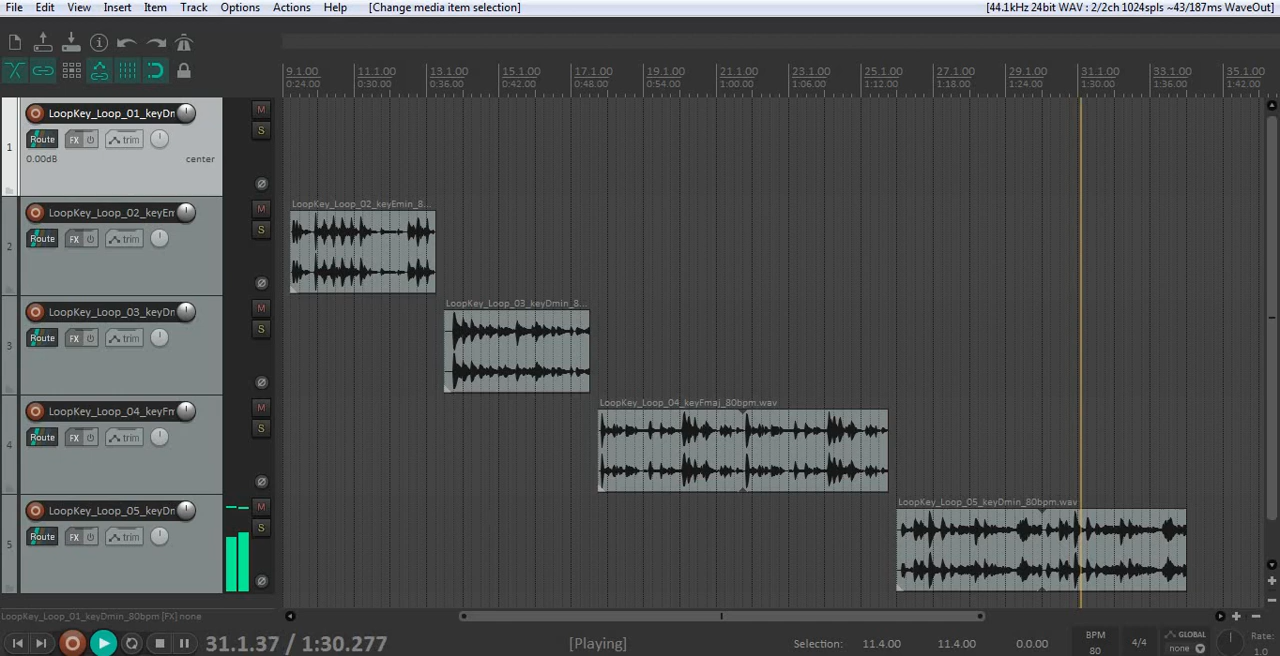 File Edit View Insert Item Track Options Actions Help [Change media item selection] [44.1kHz 24bit WAV : 2/2ch 1024spls ~43/187ms WaveOut]
9.1.00 11.1.00 13.1.00 15.1.00 17.1.00 19.1.00 21.1.00 23.1.00 25.1.00 27.1.00 29.1.00 31.1.00 33.1.00 35.1.00
0:24.00 0:30.00 0:36.00 0:42.00 0:48.00 0:54.00 1:00.00 1:06.00 1:12.00 1:18.00 1:24.00 1:30.00 1:36.00 1:42.00
LoopKey_Loop_01_keyDn M
1 Route FX trim S
0.00dB center
LoopKey_Loop_02_keyEmin_8...
LoopKey_Loop_02_keyEm M
2 Route FX trim S
LoopKey_Loop_03_keyDmin_8...
LoopKey_Loop_03_keyDn M
3 Route FX trim S
LoopKey_Loop_04_keyFmaj_80bpm.wav
LoopKey_Loop_04_keyFm M
4 Route FX trim S
LoopKey_Loop_05_keyDmin_80bpm.wav
LoopKey_Loop_05_keyDn M
5 Route FX trim S
LoopKey_Loop_01_keyDmin_80bpm [FX] none
31.1.37 / 1:30.277 [Playing] Selection: 11.4.00 11.4.00 0.0.00 BPM 80 4/4 GLOBAL none Rate: 1.0